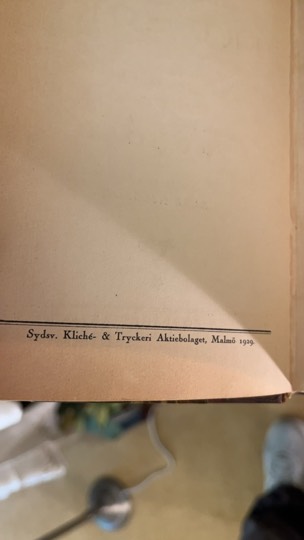 Sydsv. Kliché- & Tryckeri Aktiebolaget, Malmö 1929.